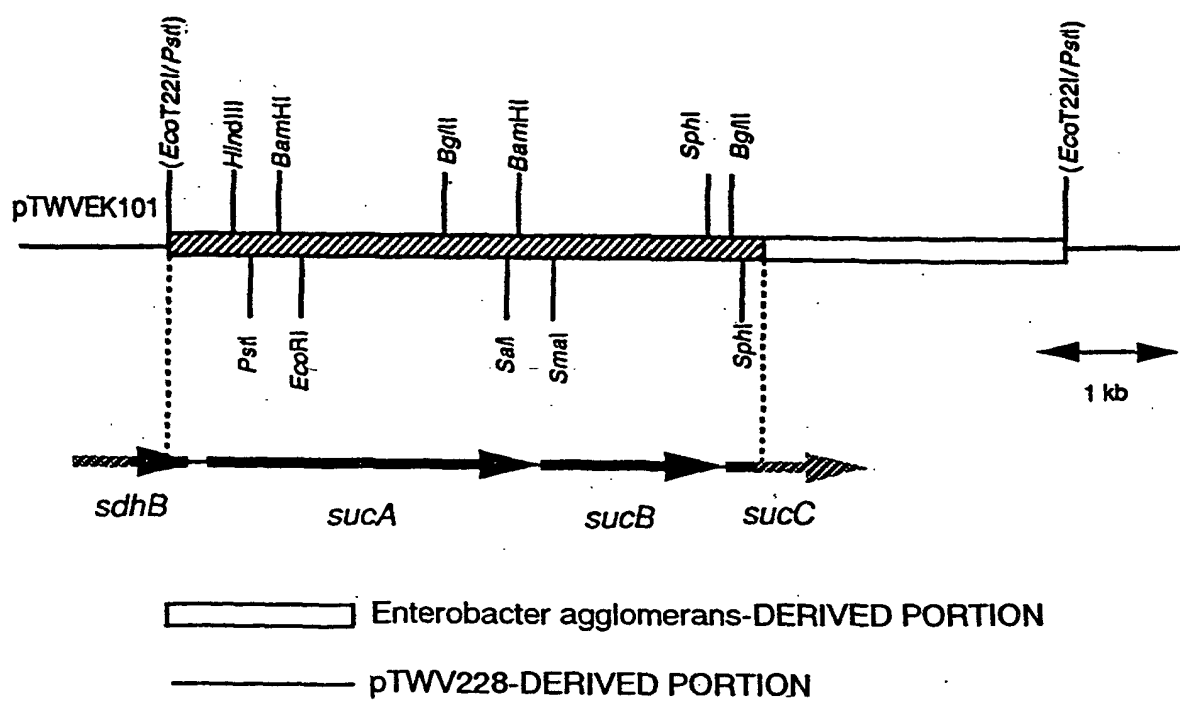 (EcoT22I/PstI)
HindIII
BamHI
BglII
BamHI
SphI
BglII
(EcoT22I/PstI)
pTWVEK101
PstI
EcoRI
SalI
SmaI
SphI
1 kb
sdhB
sucA
sucB
sucC
Enterobacter agglomerans-DERIVED PORTION
pTWV228-DERIVED PORTION